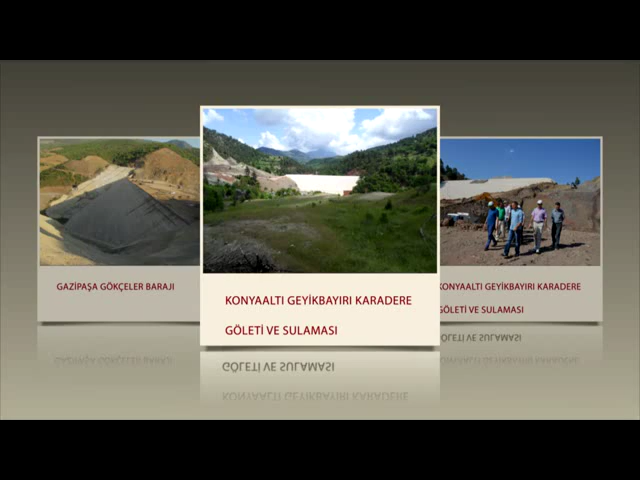 GAZİPAŞA GÖKÇELER BARAJI
KONYAALTI GEYİKBAYIRI KARADERE
GÖLETİ VE SULAMASI
KONYAALTI GEYİKBAYIRI KARADERE
GÖLETİ VE SULAMASI